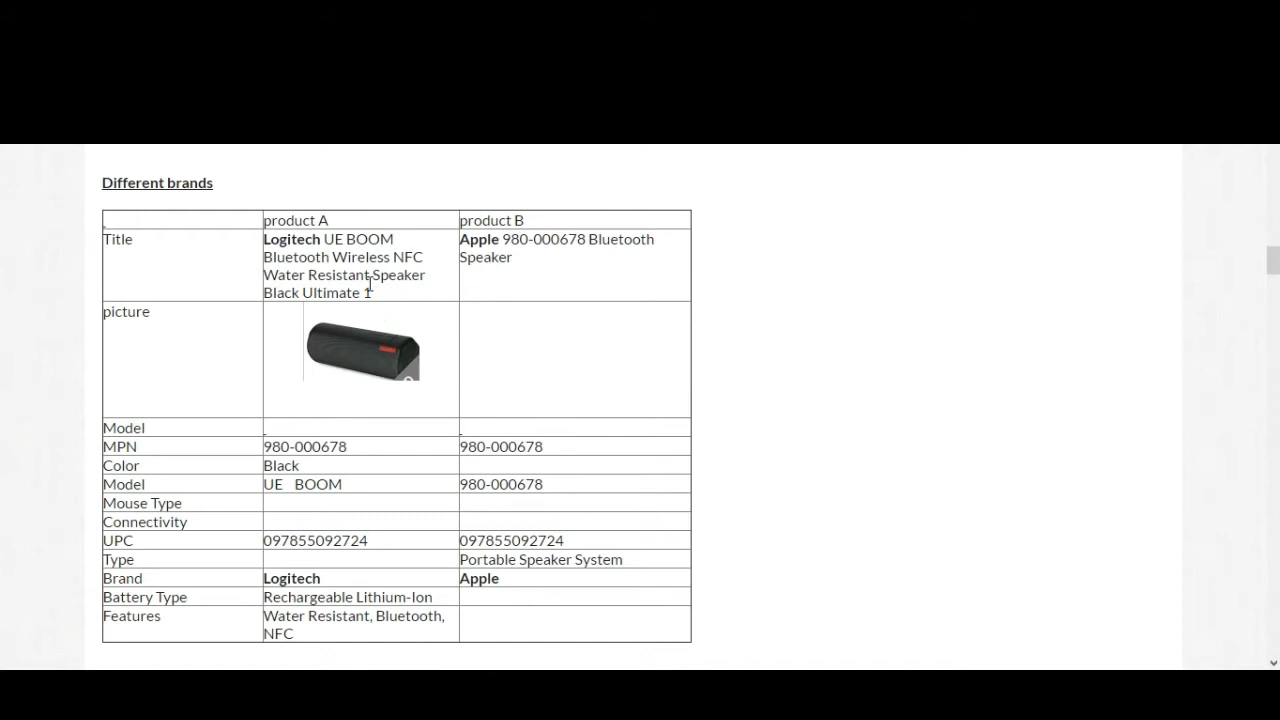 Different brands
product A product B
Title Logitech UE BOOM Apple 980-000678 Bluetooth
Bluetooth Wireless NFC Speaker
Water Resistant Speaker
Black Ultimate 1
picture
Model - -
MPN 980-000678 980-000678
Color Black
Model UE BOOM 980-000678
Mouse Type
Connectivity
UPC 097855092724 097855092724
Type Portable Speaker System
Brand Logitech Apple
Battery Type Rechargeable Lithium-Ion
Features Water Resistant, Bluetooth,
NFC